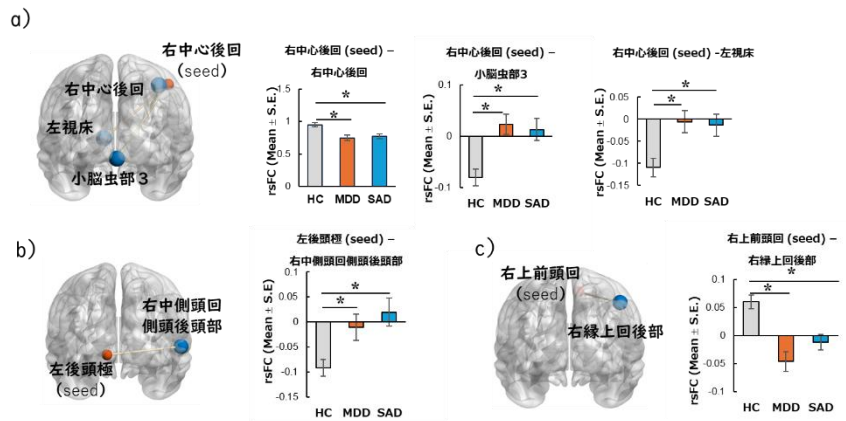 a)
右中心後回
(seed)
右中心後回
左視床
小脳虫部３
右中心後回 (seed) –
右中心後回
rsFC (Mean ± S.E.)
1.5
1
0.5
0
*
*
HC MDD SAD
右中心後回 (seed) –
小脳虫部3
rsFC (Mean ± S.E.)
0.1
0
-0.1
*
*
HC MDD SAD
右中心後回 (seed) -左視床
rsFC (Mean ± S.E.)
0.05
0
-0.05
-0.1
-0.15
*
*
HC MDD SAD
b)
右中側頭回
側頭後頭部
左後頭極
(seed)
左後頭極 (seed) –
右中側頭回側頭後頭部
rsFC (Mean ± S.E)
0.1
0.05
0
-0.05
-0.1
-0.15
*
*
HC MDD SAD
c)
右上前頭回
(seed)
右縁上回後部
右上前頭回 (seed) –
右縁上回後部
rsFC (Mean ± S.E.)
0.1
0.05
0
-0.05
-0.1
*
*
HC MDD SAD